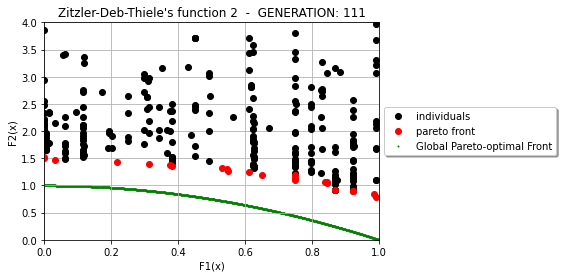 Zitzler-Deb-Thiele's function 2 - GENERATION: 111
4.0
3.5
3.0
2.5
2.0
1.5
1.0
0.5
0.0
F2(x)
0.0 0.2 0.4 0.6 0.8 1.0
F1(x)
individuals
pareto front
Global Pareto-optimal Front